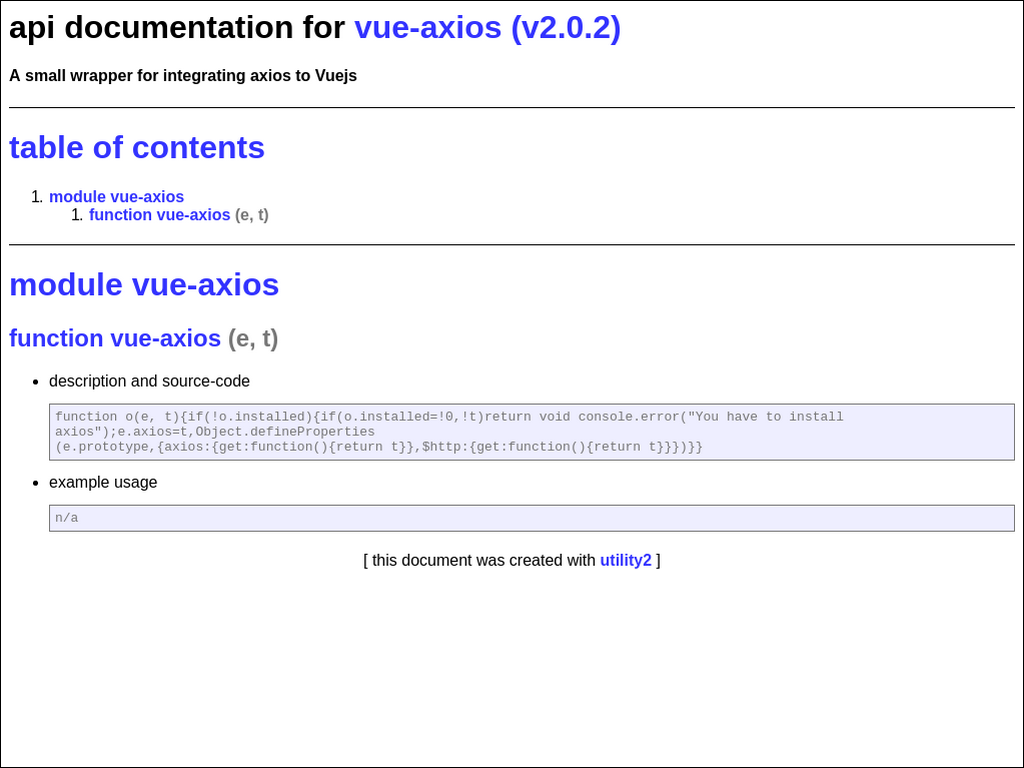 api documentation for vue-axios (v2.0.2)
A small wrapper for integrating axios to Vuejs
table of contents
1. module vue-axios
1. function vue-axios (e, t)
module vue-axios
function vue-axios (e, t)
• description and source-code
function o(e, t){if(!o.installed){if(o.installed=!0,!t)return void console.error("You have to install
axios");e.axios=t,Object.defineProperties
(e.prototype,{axios:{get:function(){return t}},$http:{get:function(){return t}}})}}
• example usage
n/a
[ this document was created with utility2 ]